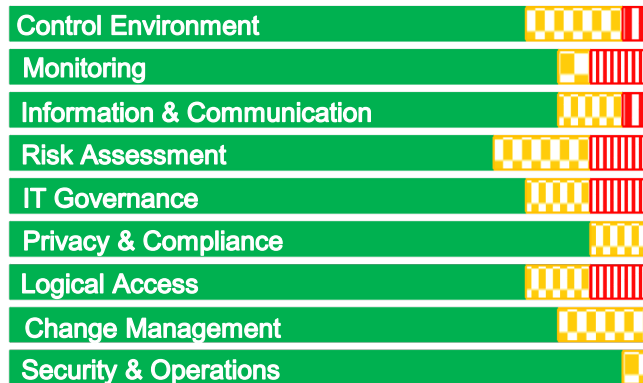 Control Environment
Monitoring
Information & Communication
Risk Assessment
IT Governance
Privacy & Compliance
Logical Access
Change Management
Security & Operations